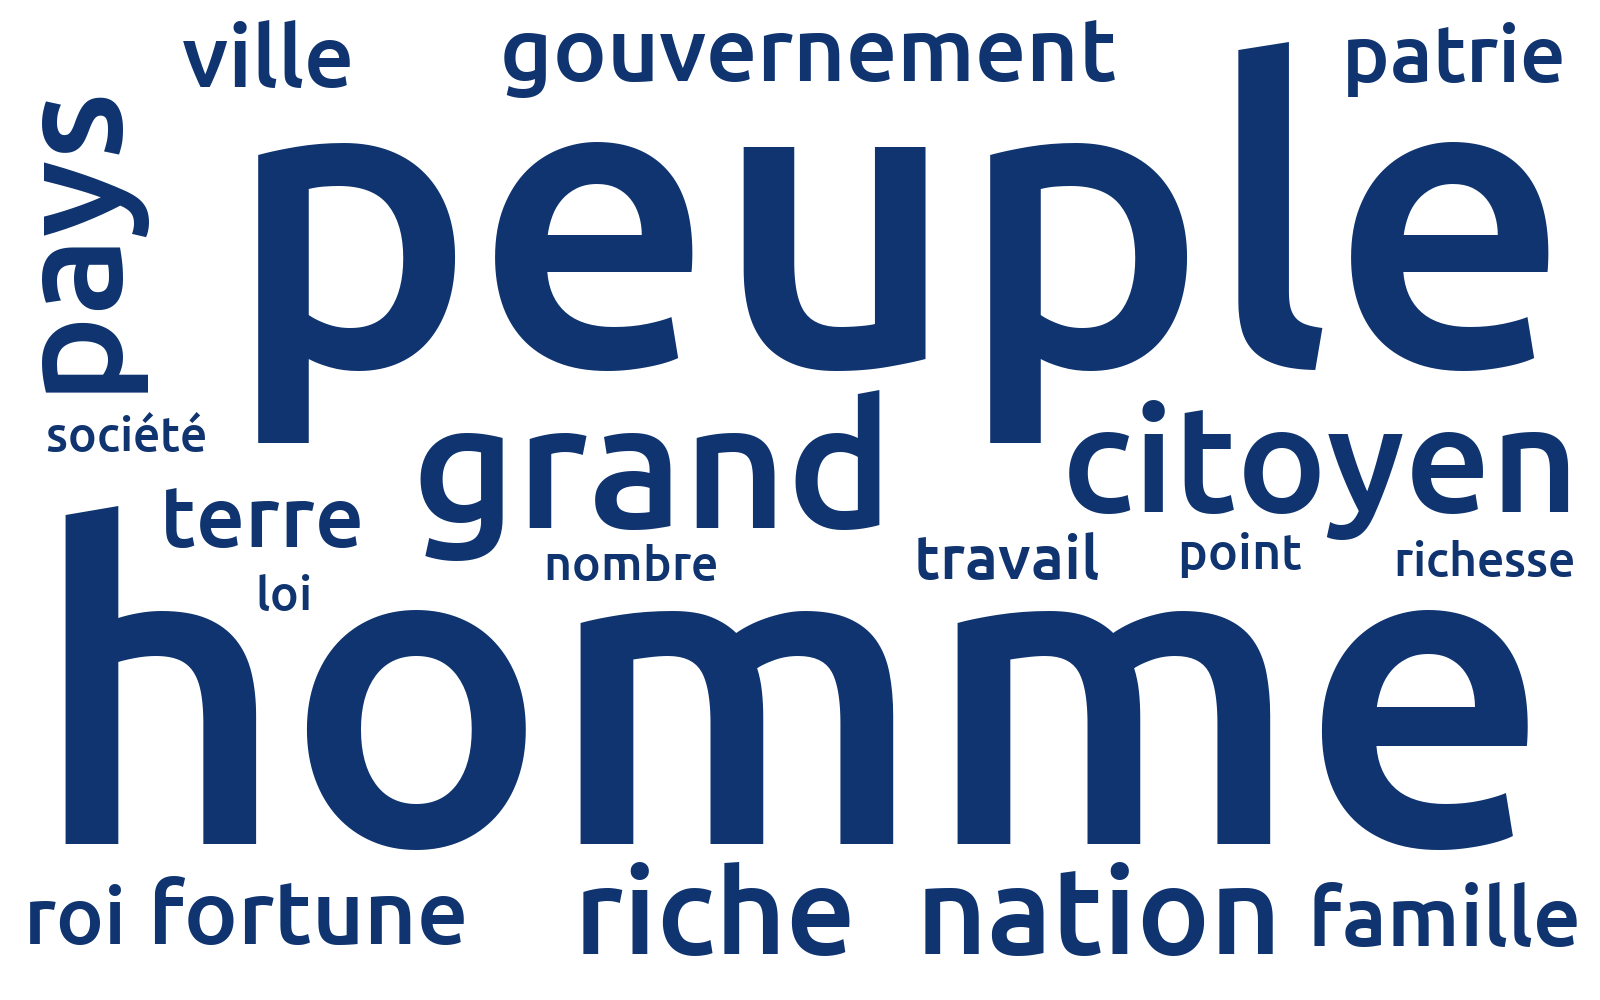 ville
gouvernement
patrie
pays
peuple
société
grand
citoyen
terre
nombre
travail
point
richesse
loi
homme
roi
fortune
riche
nation
famille